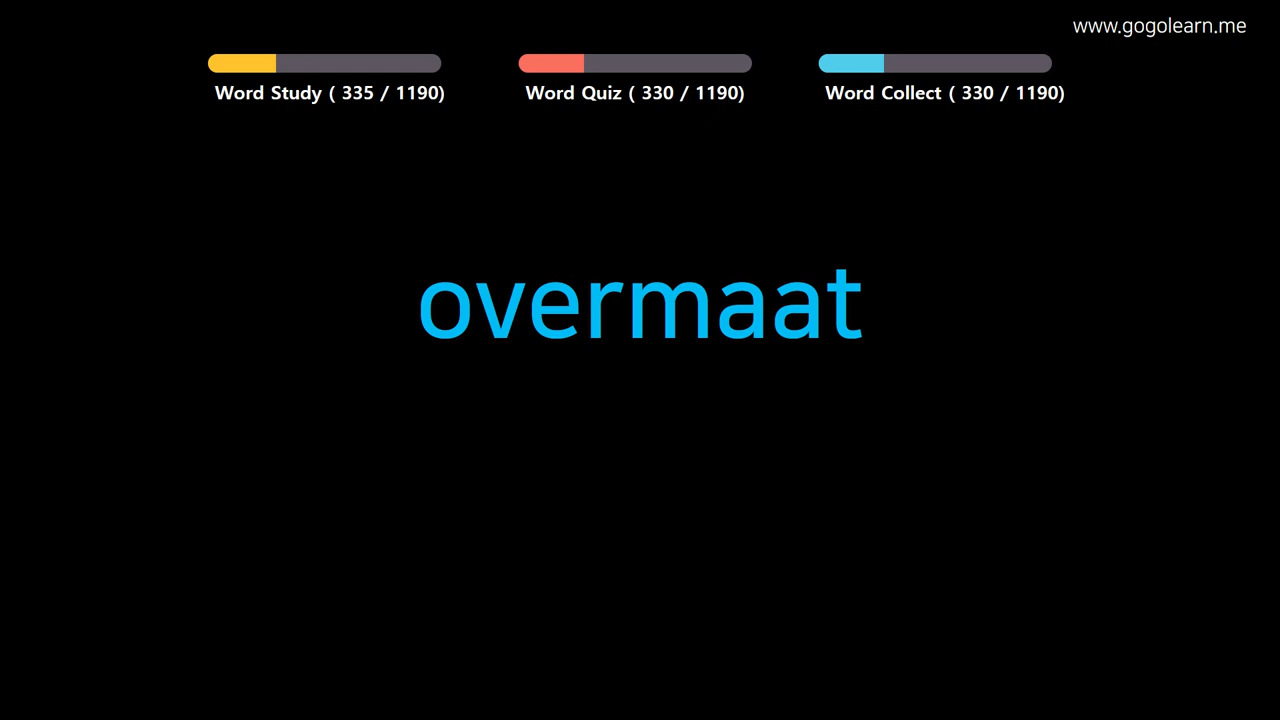 www.gogolearn.me
Word Study ( 335 / 1190)
Word Quiz ( 330 / 1190)
Word Collect ( 330 / 1190)
overmaat